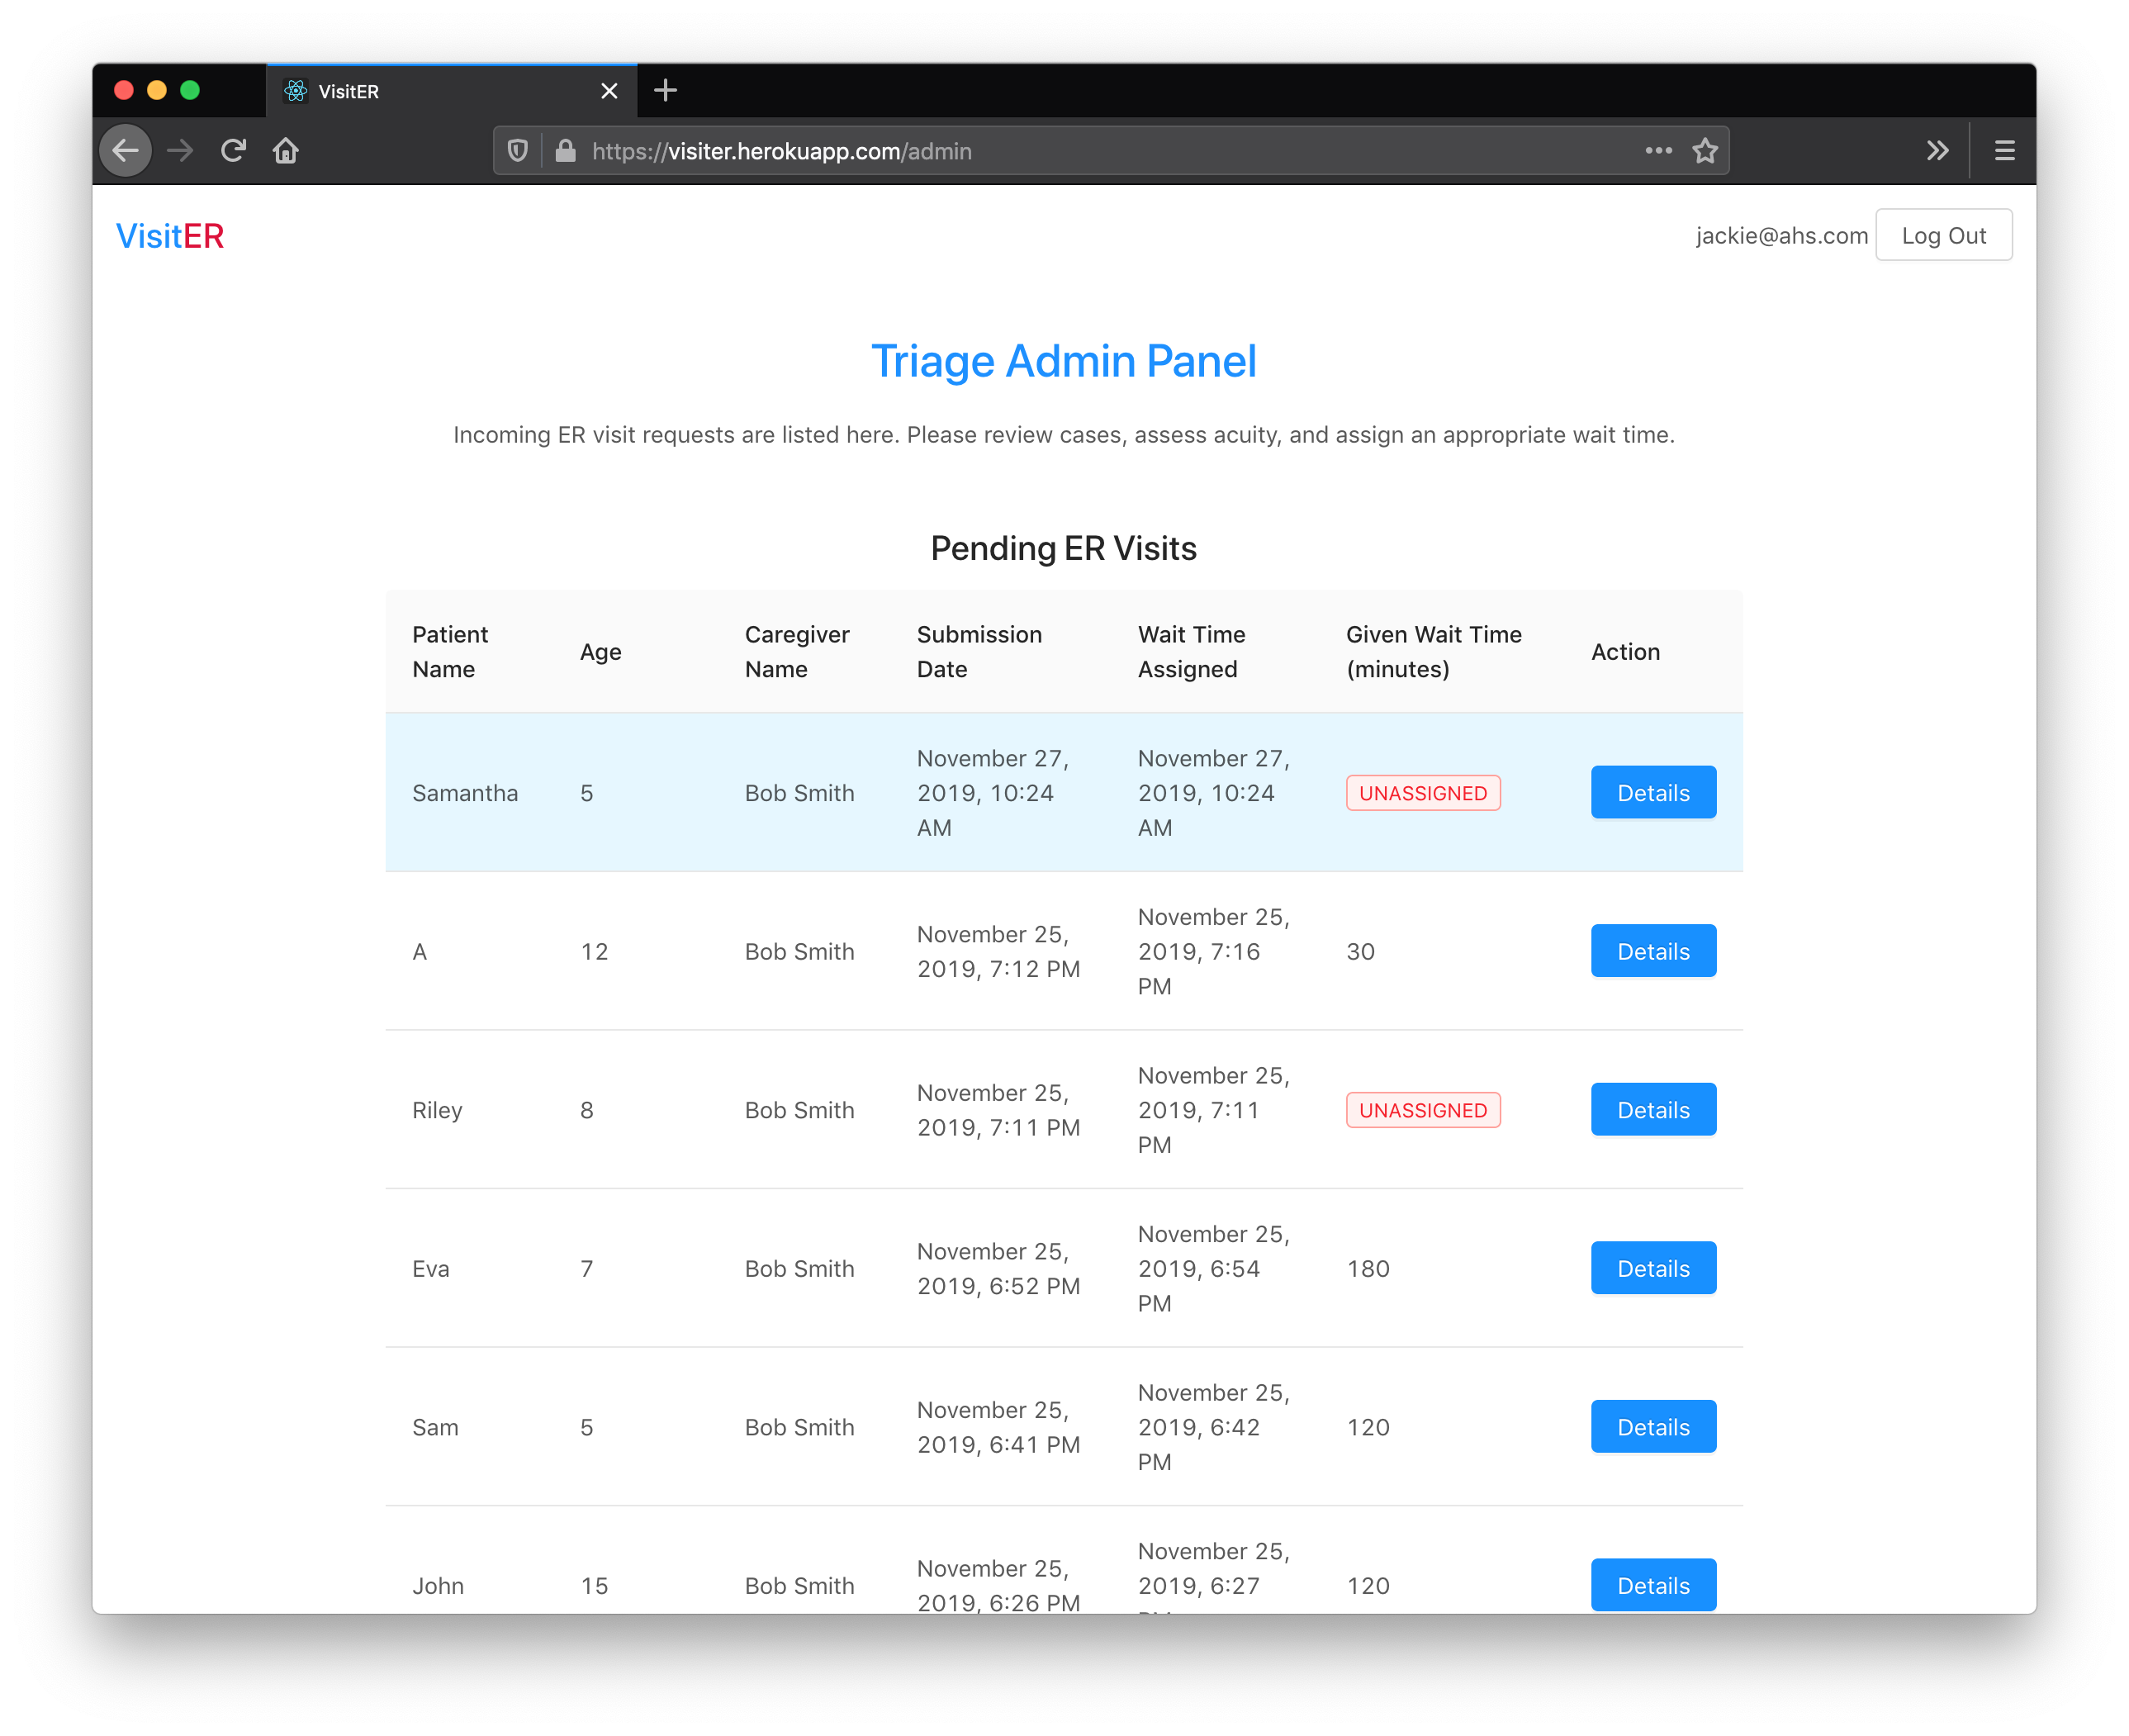 VisitER
https://visiter.herokuapp.com/admin
VisitER
jackie@ahs.com
Log Out
Triage Admin Panel
Incoming ER visit requests are listed here. Please review cases, assess acuity, and assign an appropriate wait time.
Pending ER Visits
Patient Name
Age
Caregiver Name
Submission Date
Wait Time Assigned
Given Wait Time (minutes)
Action
Samantha
5
Bob Smith
November 27, 2019, 10:24 AM
November 27, 2019, 10:24 AM
UNASSIGNED
Details
A
12
Bob Smith
November 25, 2019, 7:12 PM
November 25, 2019, 7:16 PM
30
Details
Riley
8
Bob Smith
November 25, 2019, 7:11 PM
November 25, 2019, 7:11 PM
UNASSIGNED
Details
Eva
7
Bob Smith
November 25, 2019, 6:52 PM
November 25, 2019, 6:54 PM
180
Details
Sam
5
Bob Smith
November 25, 2019, 6:41 PM
November 25, 2019, 6:42 PM
120
Details
John
15
Bob Smith
November 25, 2019, 6:26 PM
November 25, 2019, 6:27
120
Details